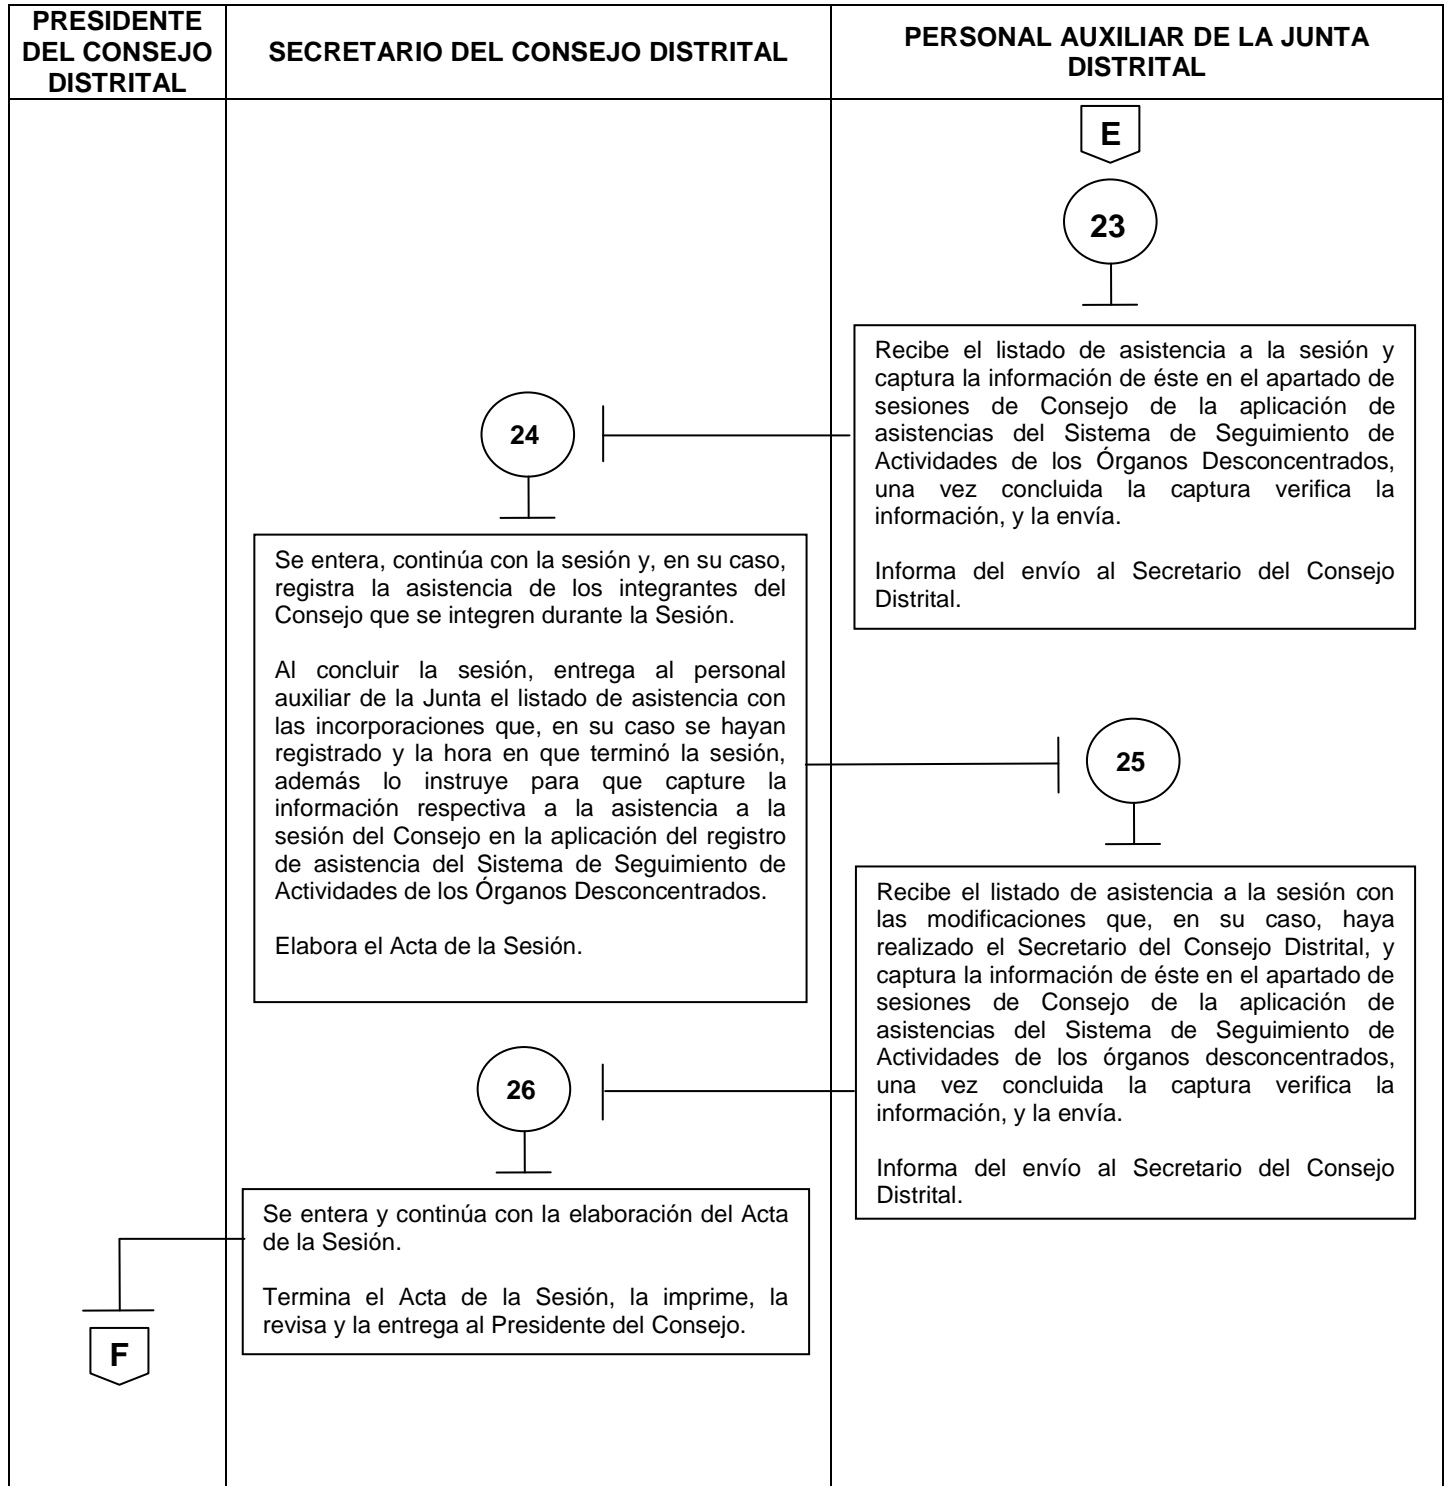 PRESIDENTE
DEL CONSEJO
DISTRITAL
SECRETARIO DEL CONSEJO DISTRITAL
PERSONAL AUXILIAR DE LA JUNTA
DISTRITAL
E
23
Recibe el listado de asistencia a la sesión y
captura la información de éste en el apartado de
sesiones de Consejo de la aplicación de
asistencias del Sistema de Seguimiento de
Actividades de los Órganos Desconcentrados,
una vez concluida la captura verifica la
información, y la envía.
Informa del envío al Secretario del Consejo
Distrital.
24
Se entera, continúa con la sesión y, en su caso,
registra la asistencia de los integrantes del
Consejo que se integren durante la Sesión.
Al concluir la sesión, entrega al personal
auxiliar de la Junta el listado de asistencia con
las incorporaciones que, en su caso se hayan
registrado y la hora en que terminó la sesión,
además lo instruye para que capture la
información respectiva a la asistencia a la
sesión del Consejo en la aplicación del registro
de asistencia del Sistema de Seguimiento de
Actividades de los Órganos Desconcentrados.
Elabora el Acta de la Sesión.
25
Recibe el listado de asistencia a la sesión con
las modificaciones que, en su caso, haya
realizado el Secretario del Consejo Distrital, y
captura la información de éste en el apartado de
sesiones de Consejo de la aplicación de
asistencias del Sistema de Seguimiento de
Actividades de los órganos desconcentrados,
una vez concluida la captura verifica la
información, y la envía.
Informa del envío al Secretario del Consejo
Distrital.
26
Se entera y continúa con la elaboración del Acta
de la Sesión.
Termina el Acta de la Sesión, la imprime, la
revisa y la entrega al Presidente del Consejo.
F